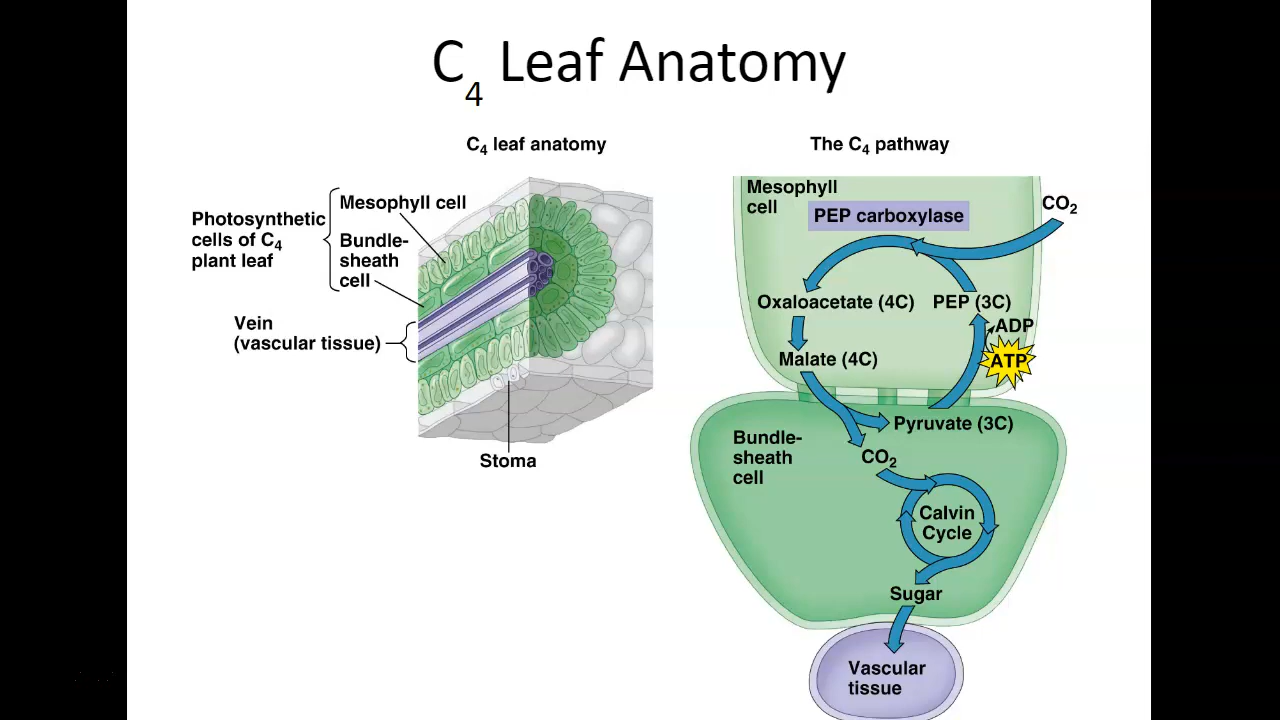 C4 Leaf Anatomy
C4 leaf anatomy
Photosynthetic
cells of C4
plant leaf
Mesophyll cell
Bundle-
sheath
cell
Vein
(vascular tissue)
Stoma
The C4 pathway
Mesophyll
cell
PEP carboxylase
CO2
Oxaloacetate (4C)
PEP (3C)
ADP
Malate (4C)
ATP
Pyruvate (3C)
Bundle-
sheath
cell
CO2
Calvin
Cycle
Sugar
Vascular
tissue